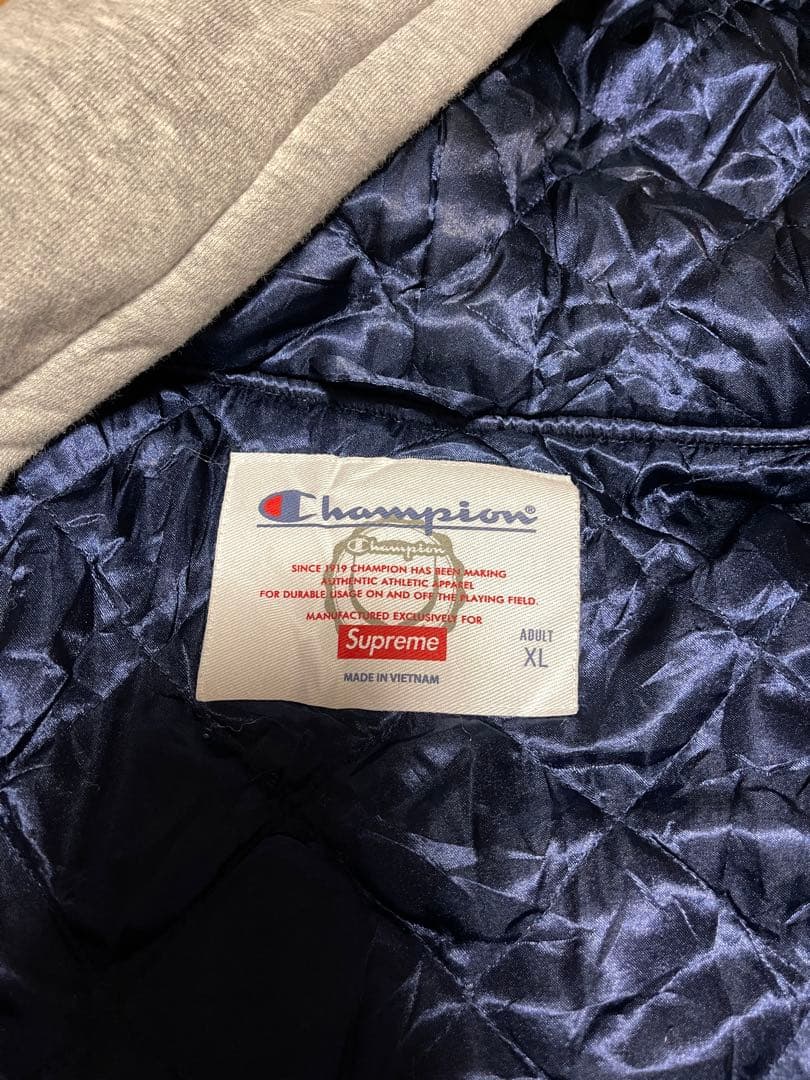 Champion®
Champion
SINCE 1919 CHAMPION HAS BEEN MAKING
AUTHENTIC ATHLETIC APPAREL
FOR DURABLE USAGE ON AND OFF THE PLAYING FIELD.
MANUFACTURED EXCLUSIVELY FOR
Supreme
ADULT
XL
MADE IN VIETNAM